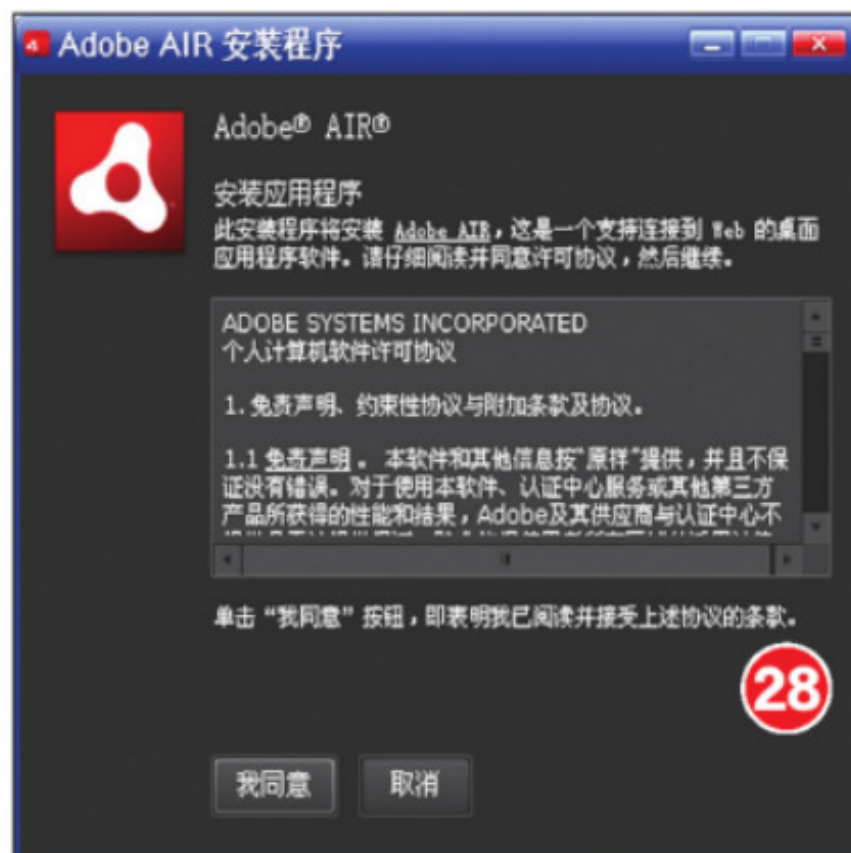 Adobe AIR 安装程序
Adobe® AIR®
安装应用程序
此安装程序将安装 Adobe AIR，这是一个支持连接到 Web 的桌面
应用程序软件。请仔细阅读并同意许可协议，然后继续。
ADOBE SYSTEMS INCORPORATED
个人计算机软件许可协议
1. 免责声明、约束性协议与附加条款及协议。
1.1 免责声明。 本软件和其他信息按"原样"提供，并且不保
证没有错误。对于使用本软件、认证中心服务或其他第三方
产品所获得的性能和结果，Adobe及其供应商与认证中心不
单击“我同意”按钮，即表明我已阅读并接受上述协议的条款。
28
我同意 取消